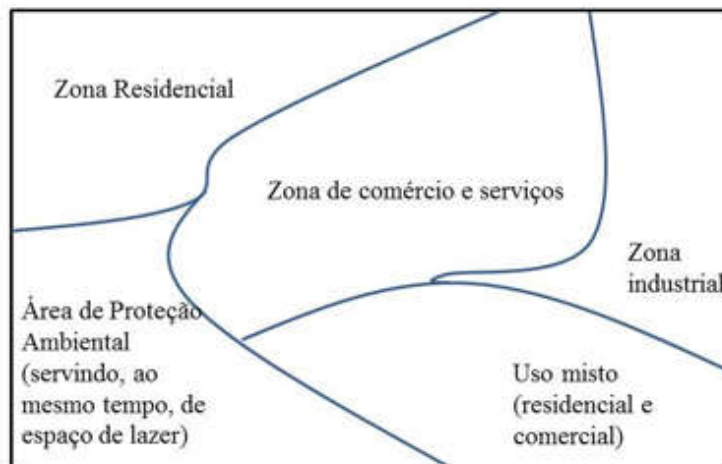 Zona Residencial
Zona de comércio e serviços
Zona
industrial
Área de Proteção
Ambiental
(servindo, ao
mesmo tempo, de
espaço de lazer)
Uso misto
(residencial e
comercial)